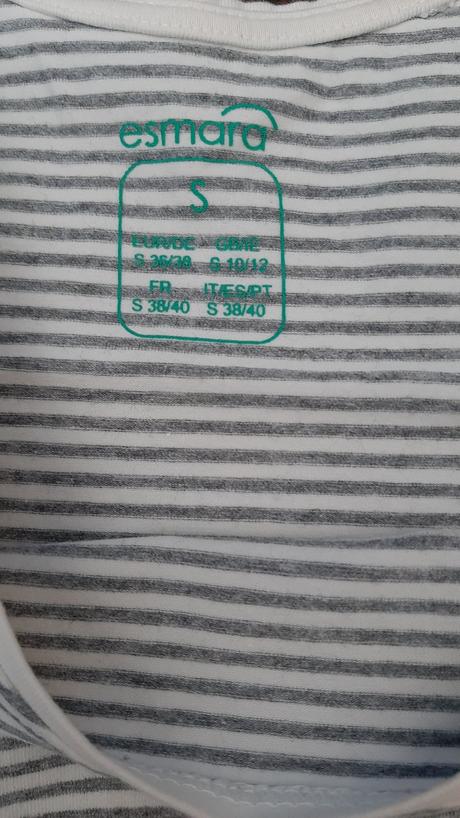 esmara
S
EUR/DE GB/IE
S 36/38 S 10/12
FR IT/ES/PT
S 38/40 S 38/40